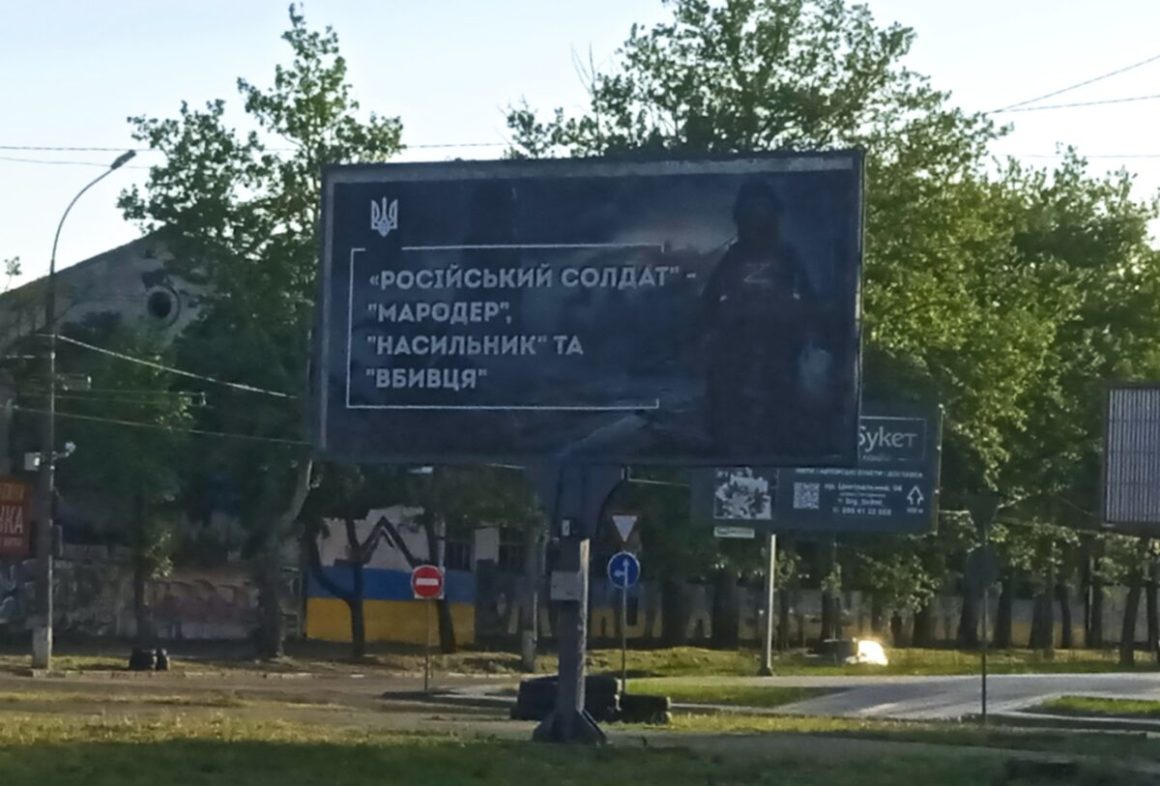 «РОСІЙСЬКИЙ СОЛДАТ" -
"МАРОДЕР",
"НАСИЛЬНИК" ТА
"ВБИВЦЯ"
Букет